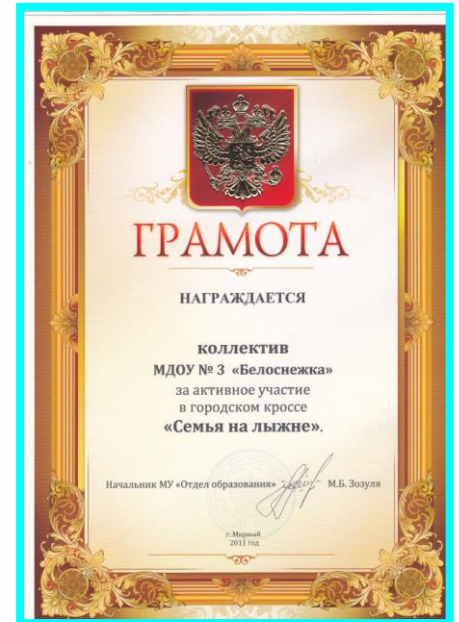 ГРАМОТА
НАГРАЖДАЕТСЯ
коллектив
МДОУ № 3 «Белоснежка»
за активное участие
в городском кроссе
«Семья на лыжне».
Начальник МУ «Отдел образования» М.Б. Зозуля
г. Мирный
2011 год